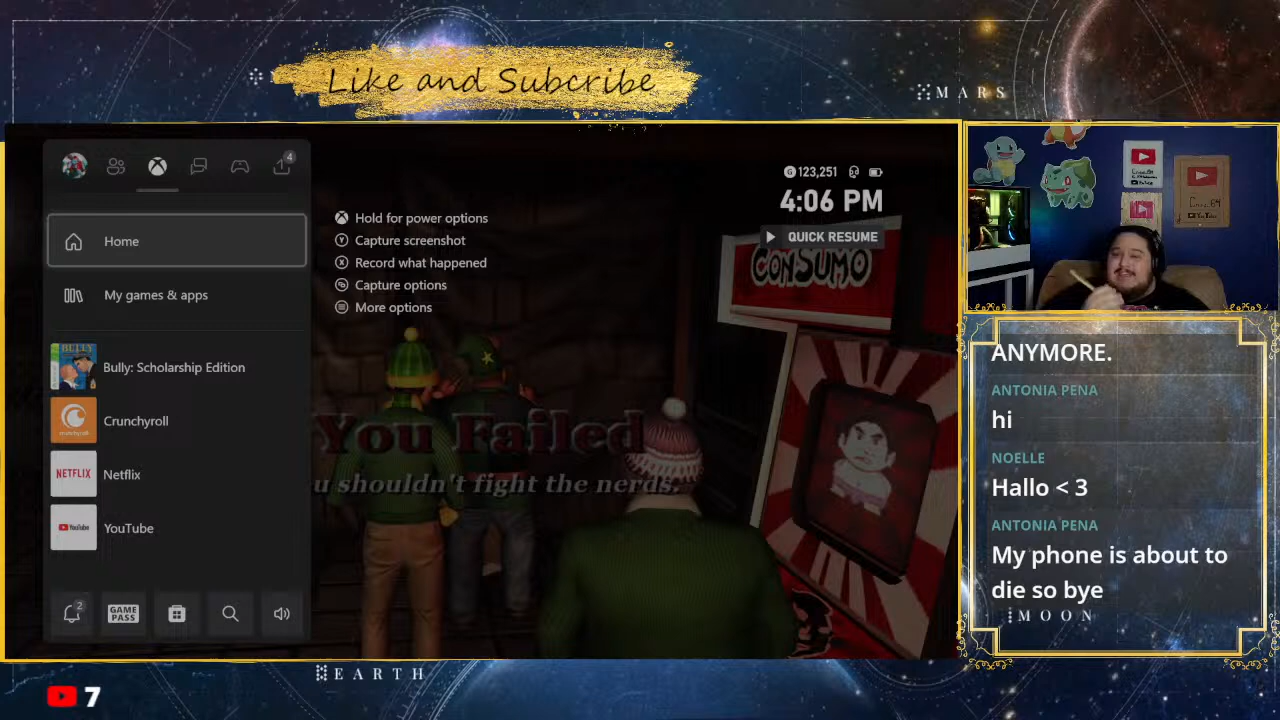 Like and Subcribe
MARS
4
123,251
4:06 PM
QUICK RESUME
Home
My games & apps
Bully: Scholarship Edition
Crunchyroll
NETFLIX
Netflix
YouTube
YouTube
2
GAME
PASS
Hold for power options
Capture screenshot
Record what happened
Capture options
More options
CONSUMO
You Failed
u shouldn't fight the nerds.
ANYMORE.
ANTONIA PENA
hi
NOELLE
Hallo < 3
ANTONIA PENA
My phone is about to
die so bye
MOON
EARTH
7